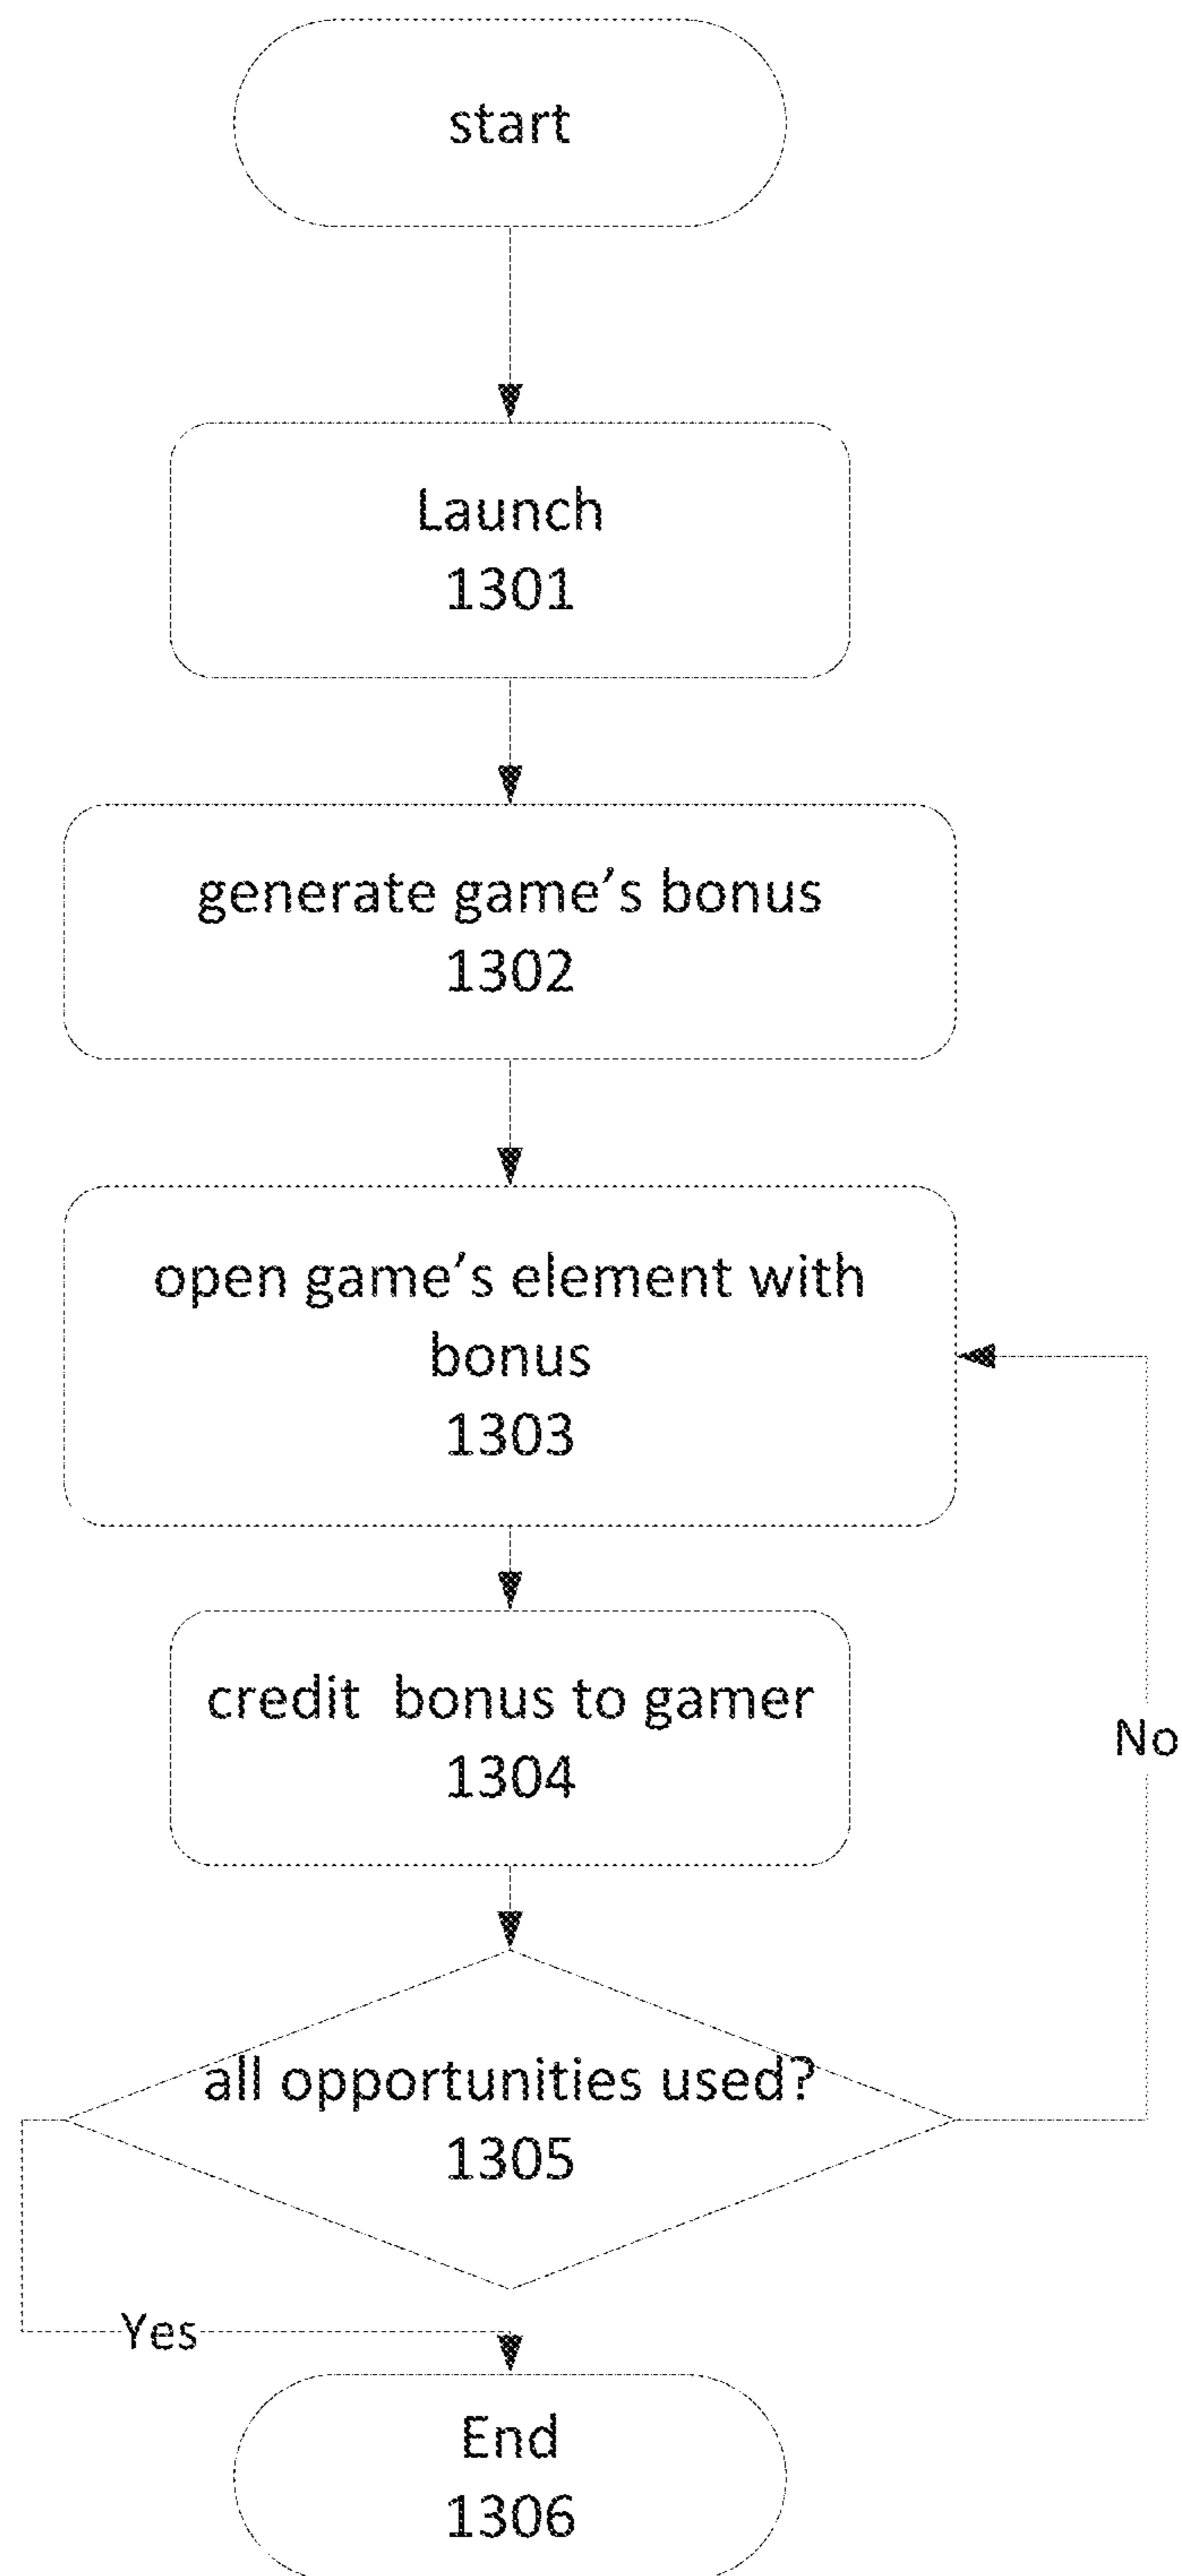 start
Launch
1301
generate game’s bonus
1302
open game’s element with
bonus
1303
credit  bonus to gamer
1304
No
all opportunities used?
1305
Yes
End
1306